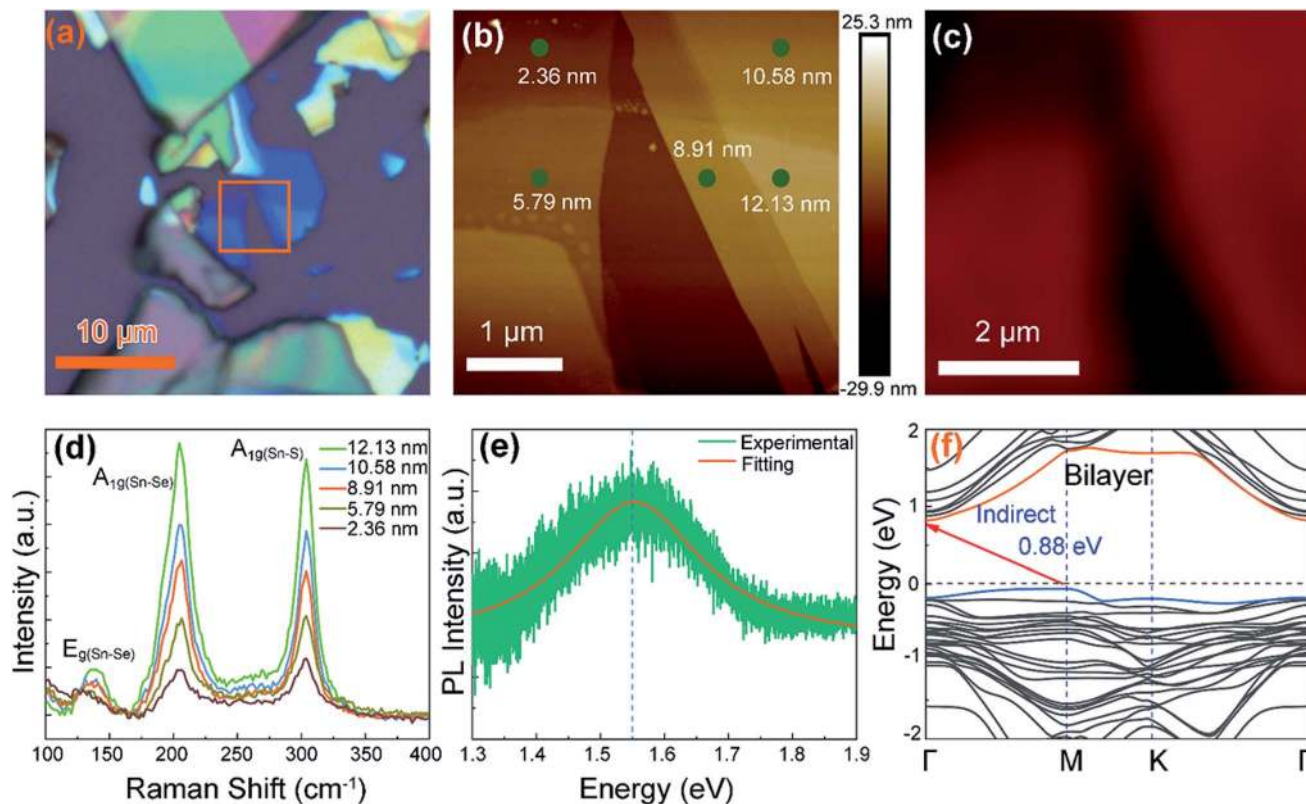 (a)
10 μm
(b)
2.36 nm
10.58 nm
8.91 nm
5.79 nm
12.13 nm
1 μm
25.3 nm
-29.9 nm
(c)
2 μm
(d)
A1g(Sn-Se)
A1g(Sn-S)
Eg(Sn-Se)
12.13 nm
10.58 nm
8.91 nm
5.79 nm
2.36 nm
Intensity (a.u.)
100 150 200 250 300 350 400
Raman Shift (cm-1)
(e)
Experimental
Fitting
PL Intensity (a.u.)
1.3 1.4 1.5 1.6 1.7 1.8 1.9
Energy (eV)
(f)
Bilayer
Indirect
0.88 eV
Energy (eV)
2
1
0
-1
-2
Γ M K Γ